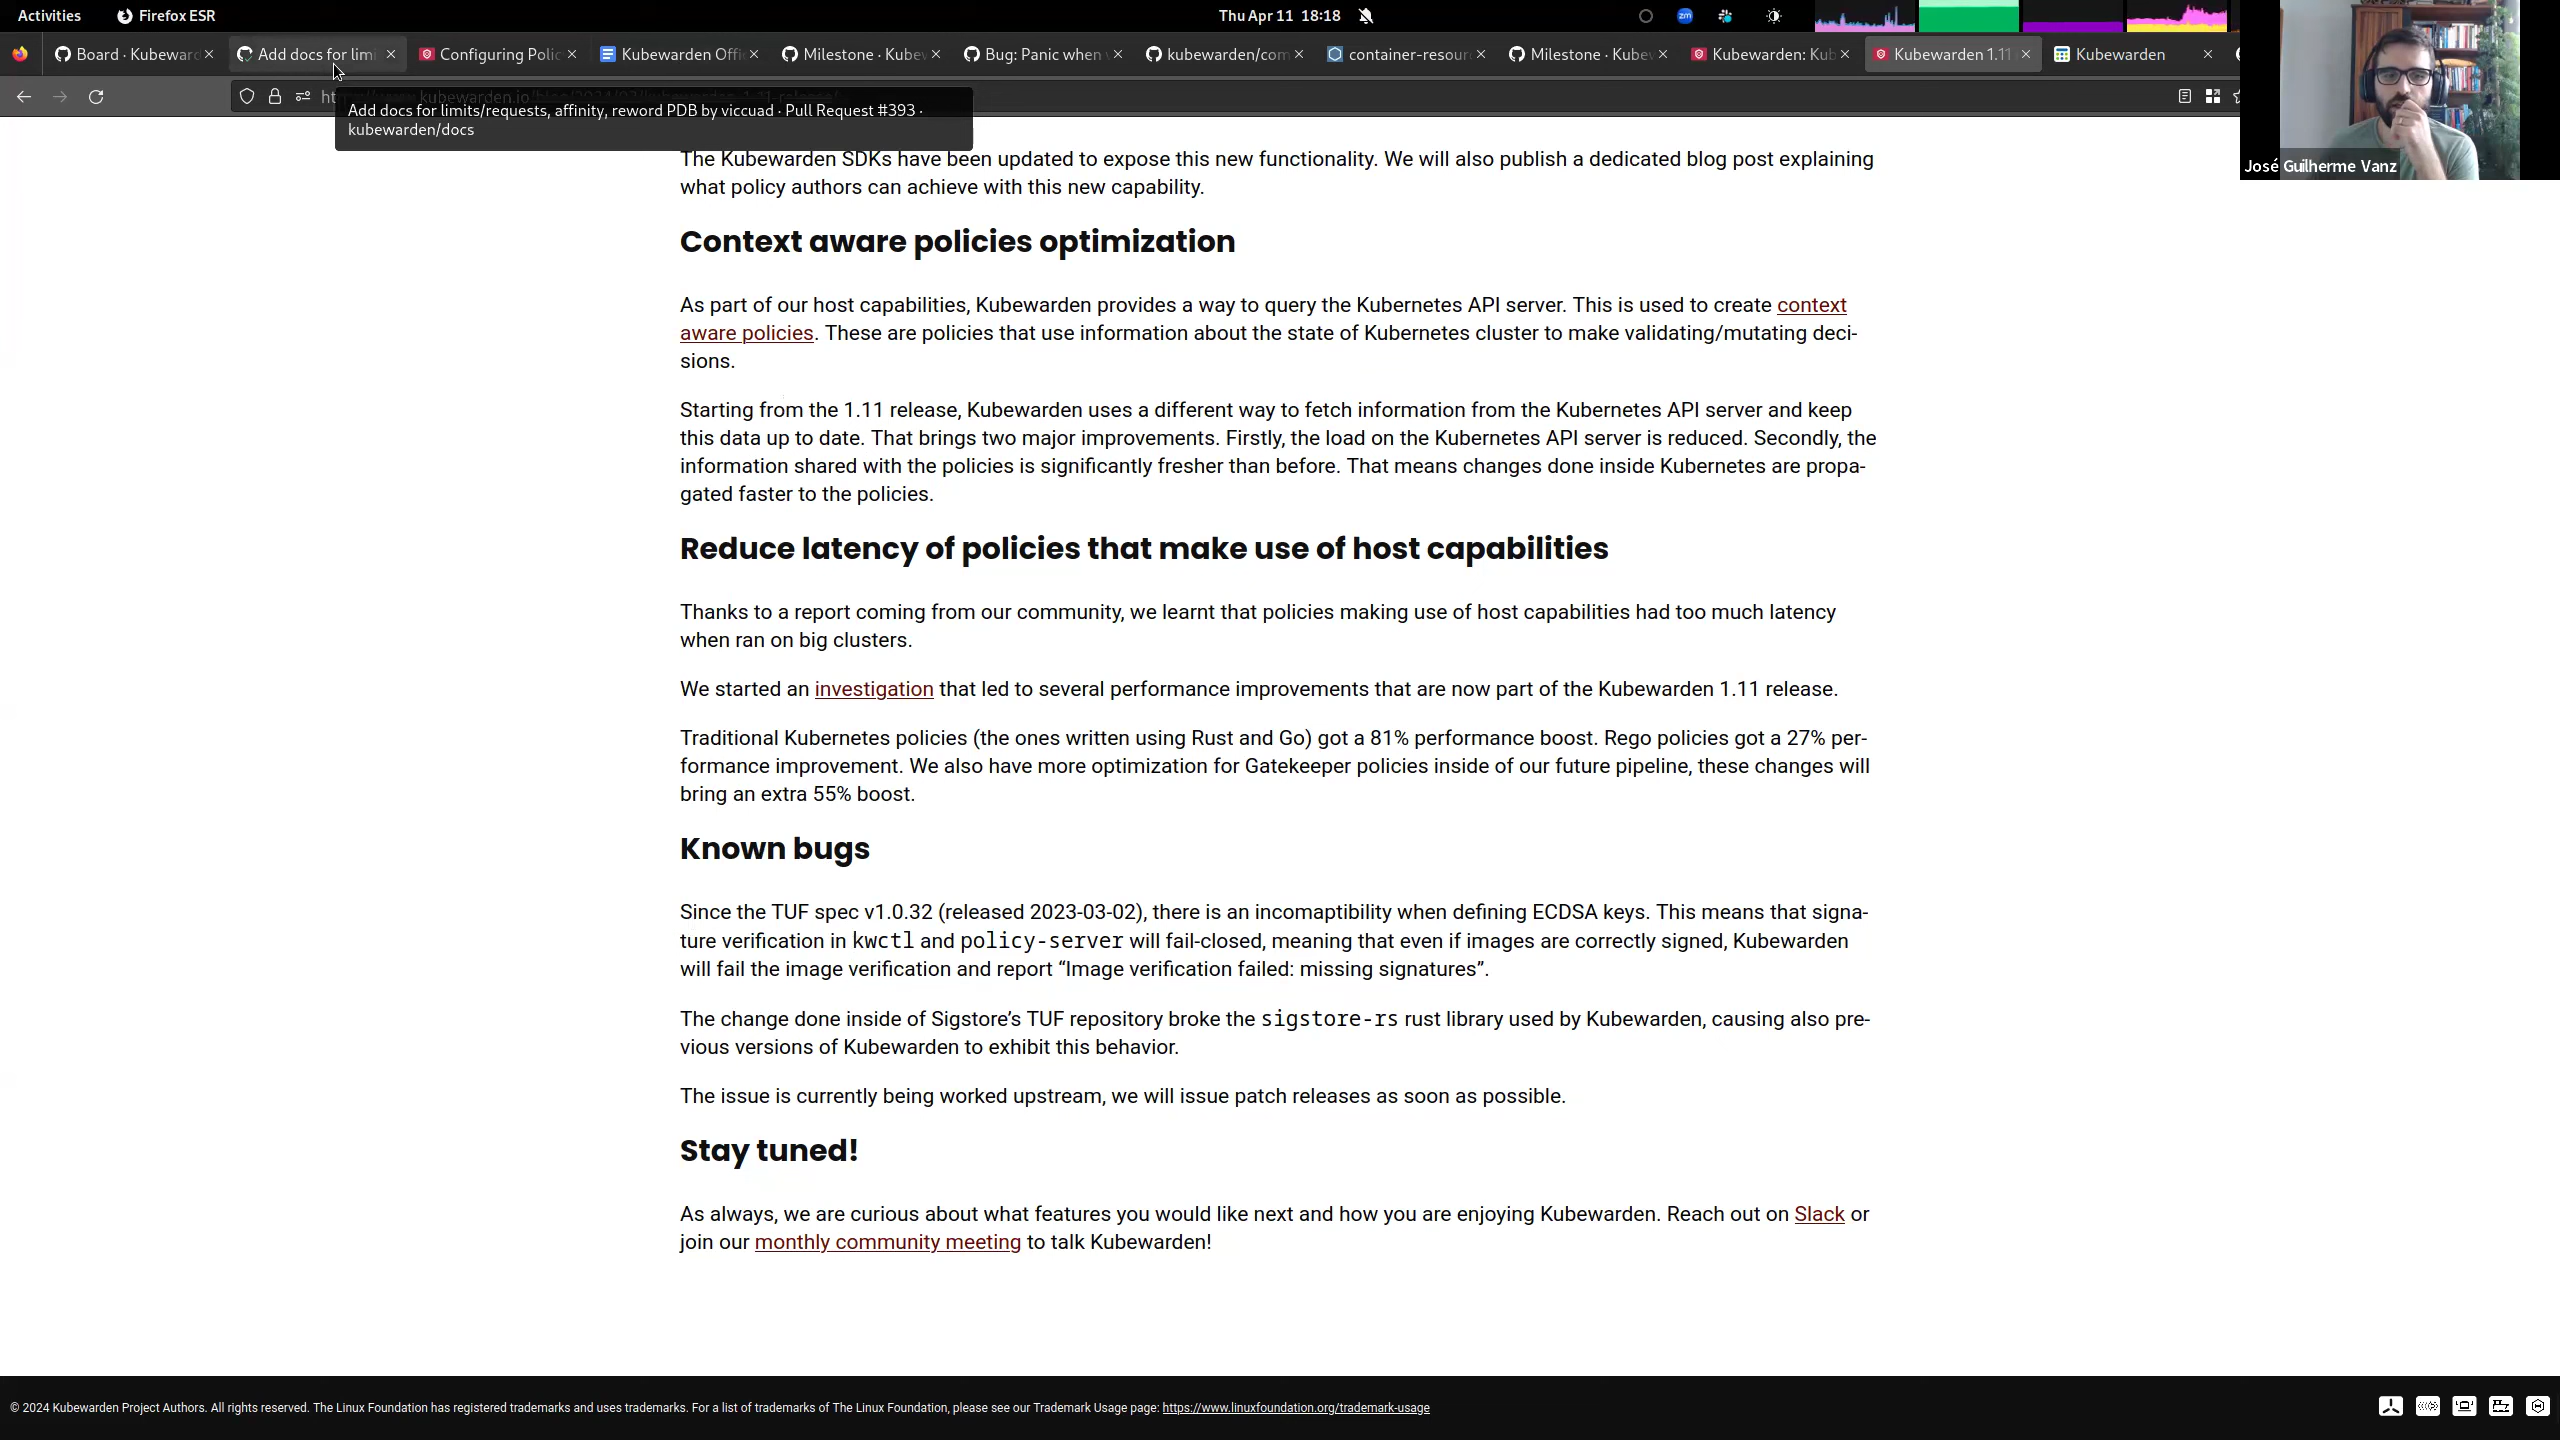 Activities
Firefox ESR
Thu Apr 11 18:18
zm
Board · Kubeward
Add docs for limi
Configuring Polic
Kubewarden Offi
Milestone · Kubew
Bug: Panic when
kubewarden/com
container-resour
Milestone · Kubew
Kubewarden: Kub
Kubewarden 1.11
Kubewarden
Add docs for limits/requests, affinity, reword PDB by viccuad · Pull Request #393 ·
kubewarden/docs
José Guilherme Vanz
The Kubewarden SDKs have been updated to expose this new functionality. We will also publish a dedicated blog post explaining
what policy authors can achieve with this new capability.
Context aware policies optimization
As part of our host capabilities, Kubewarden provides a way to query the Kubernetes API server. This is used to create context
aware policies. These are policies that use information about the state of Kubernetes cluster to make validating/mutating deci-
sions.
Starting from the 1.11 release, Kubewarden uses a different way to fetch information from the Kubernetes API server and keep
this data up to date. That brings two major improvements. Firstly, the load on the Kubernetes API server is reduced. Secondly, the
information shared with the policies is significantly fresher than before. That means changes done inside Kubernetes are propa-
gated faster to the policies.
Reduce latency of policies that make use of host capabilities
Thanks to a report coming from our community, we learnt that policies making use of host capabilities had too much latency
when ran on big clusters.
We started an investigation that led to several performance improvements that are now part of the Kubewarden 1.11 release.
Traditional Kubernetes policies (the ones written using Rust and Go) got a 81% performance boost. Rego policies got a 27% per-
formance improvement. We also have more optimization for Gatekeeper policies inside of our future pipeline, these changes will
bring an extra 55% boost.
Known bugs
Since the TUF spec v1.0.32 (released 2023-03-02), there is an incomaptibility when defining ECDSA keys. This means that signa-
ture verification in kwctl and policy-server will fail-closed, meaning that even if images are correctly signed, Kubewarden
will fail the image verification and report “Image verification failed: missing signatures”.
The change done inside of Sigstore’s TUF repository broke the sigstore-rs rust library used by Kubewarden, causing also pre-
vious versions of Kubewarden to exhibit this behavior.
The issue is currently being worked upstream, we will issue patch releases as soon as possible.
Stay tuned!
As always, we are curious about what features you would like next and how you are enjoying Kubewarden. Reach out on Slack or
join our monthly community meeting to talk Kubewarden!
© 2024 Kubewarden Project Authors. All rights reserved. The Linux Foundation has registered trademarks and uses trademarks. For a list of trademarks of The Linux Foundation, please see our Trademark Usage page: https://www.linuxfoundation.org/trademark-usage